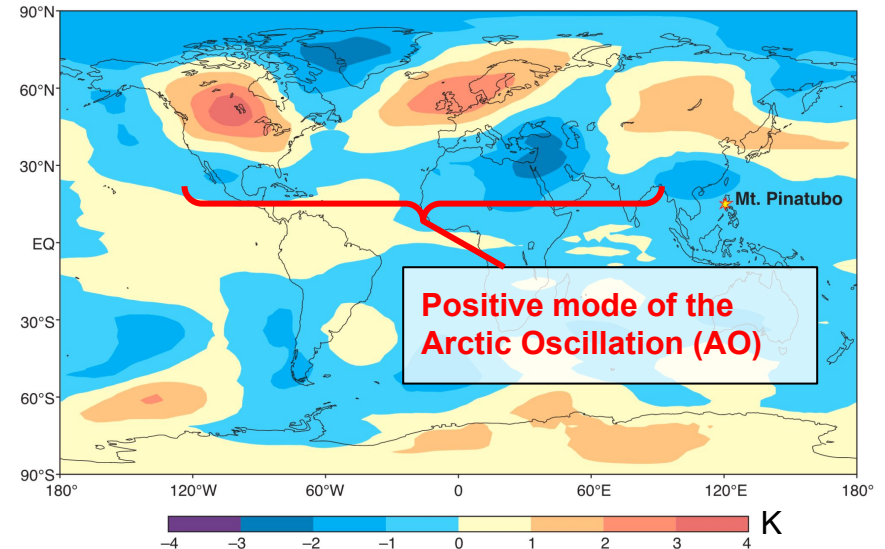 90°N
60°N
30°N
EQ
30°S
60°S
90°S
Mt. Pinatubo
Positive mode of the
Arctic Oscillation (AO)
180° 120°W 60°W 0 60°E 120°E 180°
K
–4 –3 –2 –1 0 1 2 3 4